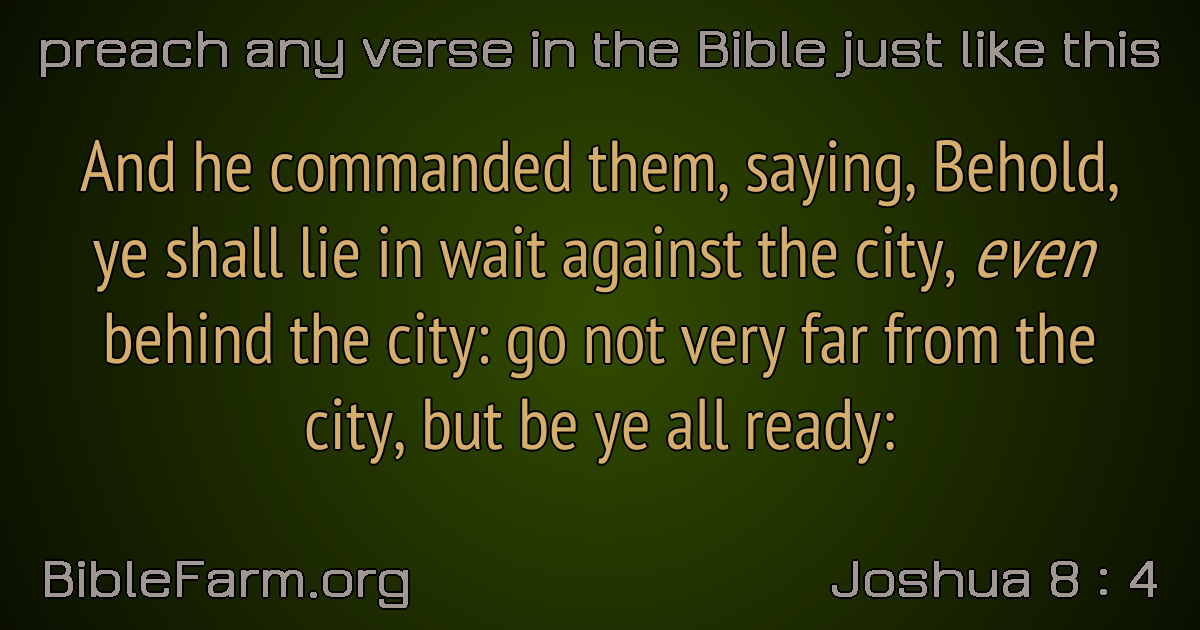 preach any verse in the Bible just like this
And he commanded them, saying, Behold,
ye shall lie in wait against the city, even
behind the city: go not very far from the
city, but be ye all ready:
BibleFarm.org
Joshua 8 : 4